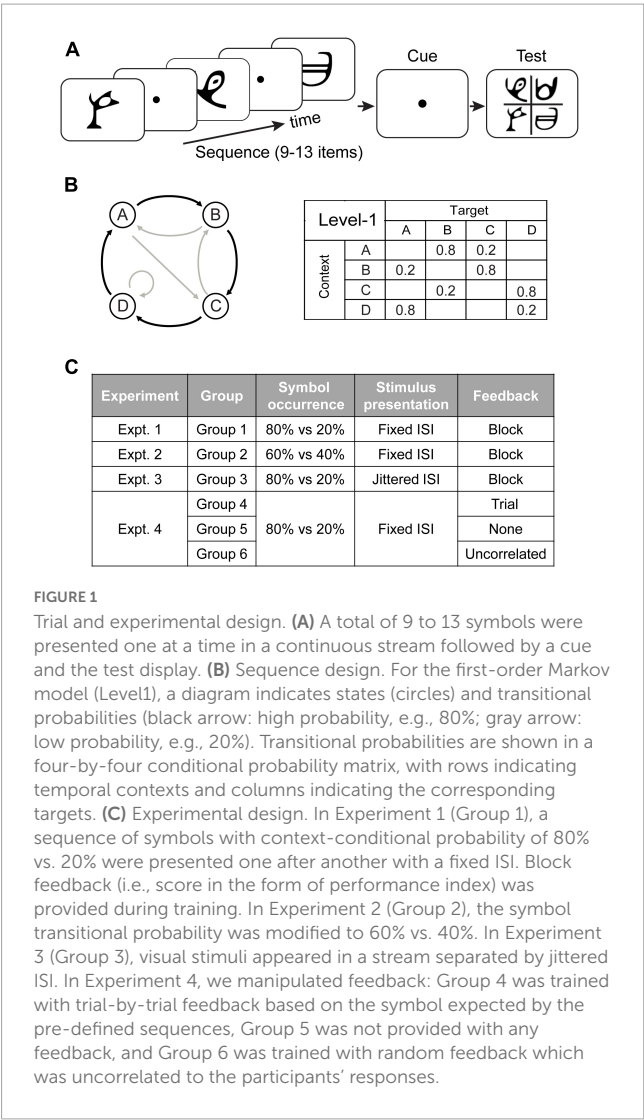 A
Cue
Test
time
Sequence (9-13 items)
B
A
B
D
C
Level-1
Target
A B C D
Context
A 0.8 0.2
B 0.2 0.8
C 0.2 0.8
D 0.8 0.2
C
Experiment Group Symbol occurrence Stimulus presentation Feedback
Expt. 1 Group 1 80% vs 20% Fixed ISI Block
Expt. 2 Group 2 60% vs 40% Fixed ISI Block
Expt. 3 Group 3 80% vs 20% Jittered ISI Block
Group 4 Trial
Expt. 4 Group 5 80% vs 20% Fixed ISI None
Group 6 Uncorrelated
FIGURE 1
Trial and experimental design. (A) A total of 9 to 13 symbols were
presented one at a time in a continuous stream followed by a cue
and the test display. (B) Sequence design. For the first-order Markov
model (Level1), a diagram indicates states (circles) and transitional
probabilities (black arrow: high probability, e.g., 80%; gray arrow:
low probability, e.g., 20%). Transitional probabilities are shown in a
four-by-four conditional probability matrix, with rows indicating
temporal contexts and columns indicating the corresponding
targets. (C) Experimental design. In Experiment 1 (Group 1), a
sequence of symbols with context-conditional probability of 80%
vs. 20% were presented one after another with a fixed ISI. Block
feedback (i.e., score in the form of performance index) was
provided during training. In Experiment 2 (Group 2), the symbol
transitional probability was modified to 60% vs. 40%. In Experiment
3 (Group 3), visual stimuli appeared in a stream separated by jittered
ISI. In Experiment 4, we manipulated feedback: Group 4 was trained
with trial-by-trial feedback based on the symbol expected by the
pre-defined sequences, Group 5 was not provided with any
feedback, and Group 6 was trained with random feedback which
was uncorrelated to the participants' responses.